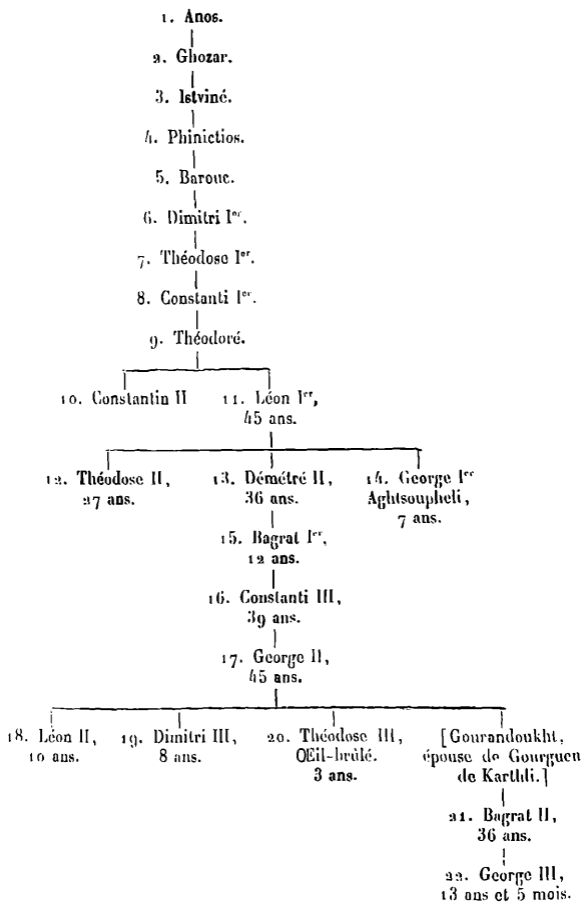 1. Anos.
2. Ghozar.
3. Istviné.
4. Phinictios.
5. Barouc.
6. Dimitri Ier.
7. Théodose Ier.
8. Constanti Ier.
9. Théodoré.
10. Constantin II
11. Léon Ier,
45 ans.
12. Théodose II,
27 ans.
13. Démétré II,
36 ans.
14. George Ier
Aghtsoupheli,
7 ans.
15. Bagrat Ier,
12 ans.
16. Constanti III,
39 ans.
17. George II,
45 ans.
18. Léon II,
10 ans.
19. Dimitri III,
8 ans.
20. Théodose III,
Œil-brûlé.
3 ans.
[Gourandoukht,
épouse de Gourguen
de Karthli.]
21. Bagrat II,
36 ans.
22. George III,
13 ans et 5 mois.